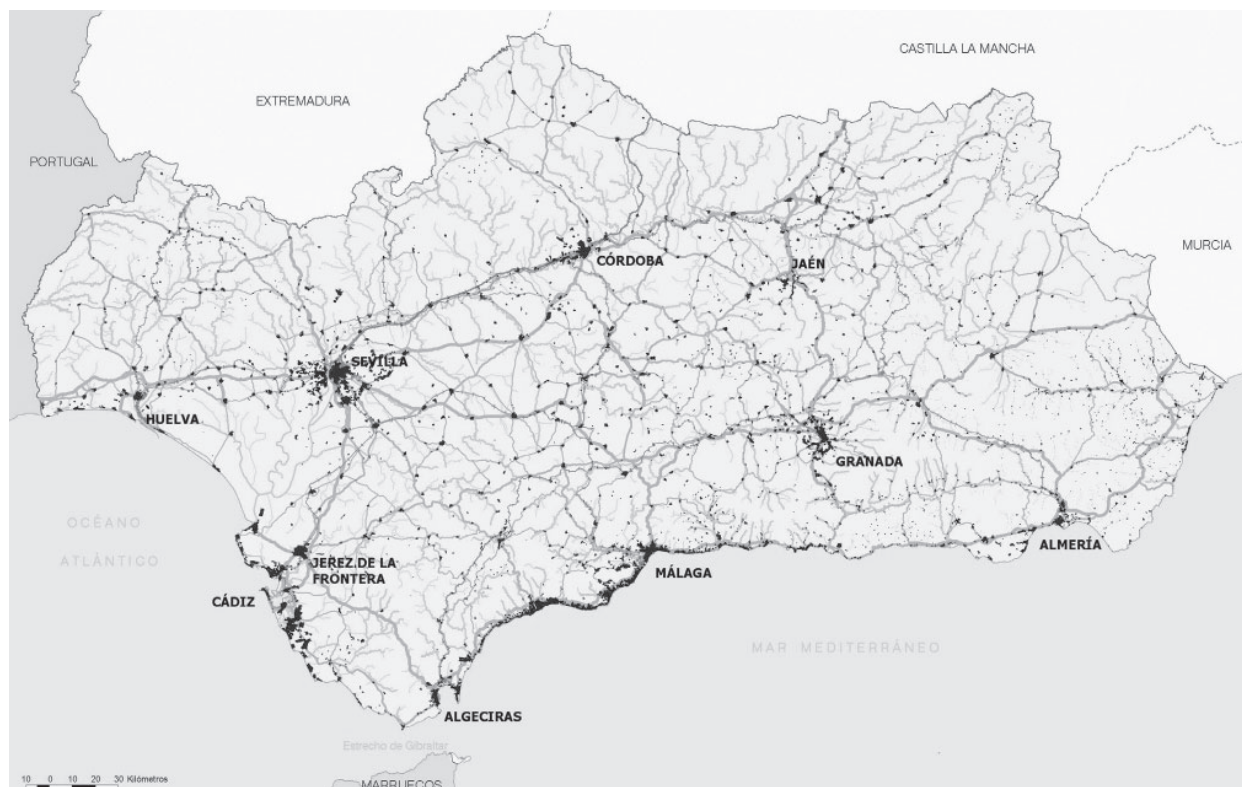 CASTILLA LA MANCHA
EXTREMADURA
PORTUGAL
MURCIA
CÓRDOBA
JAÉN
SEVILLA
HUELVA
GRANADA
OCÉANO
ATLÁNTICO
ALMERÍA
JEREZ DE LA
FRONTERA
MÁLAGA
CÁDIZ
MAR MEDITERRÁNEO
ALGECIRAS
Estrecho de Gibraltar
10 0 10 20 30 Kilómetros
MARRUECOS